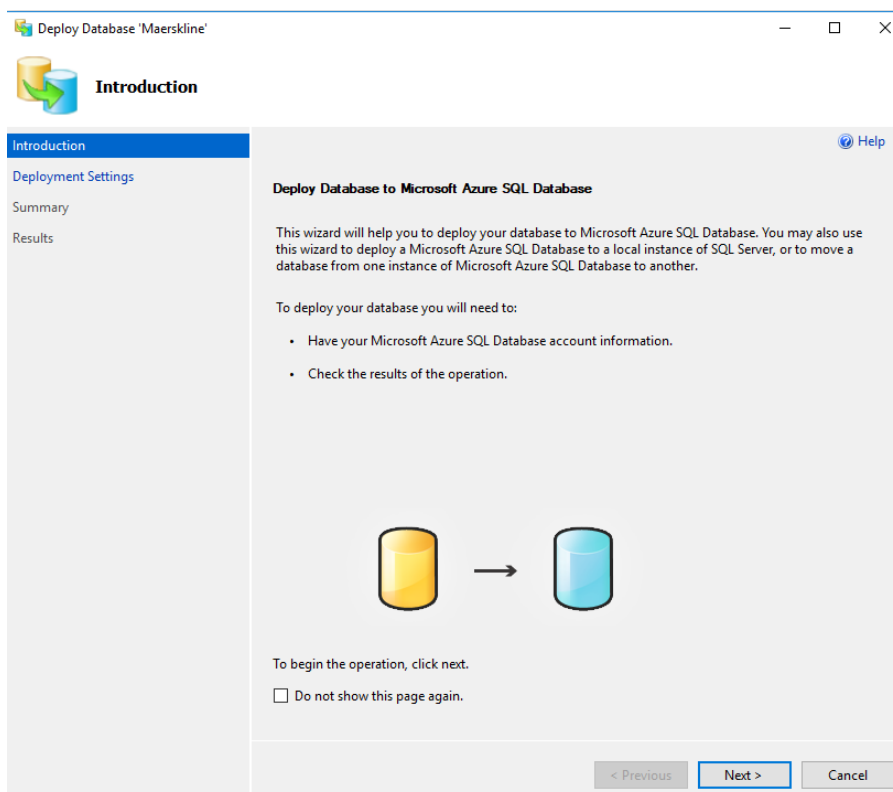 Deploy Database 'Maerskline'
Introduction
Introduction
Deployment Settings
Summary
Results
Help
Deploy Database to Microsoft Azure SQL Database
This wizard will help you to deploy your database to Microsoft Azure SQL Database. You may also use
this wizard to deploy a Microsoft Azure SQL Database to a local instance of SQL Server, or to move a
database from one instance of Microsoft Azure SQL Database to another.
To deploy your database you will need to:
• Have your Microsoft Azure SQL Database account information.
• Check the results of the operation.
To begin the operation, click next.
Do not show this page again.
< Previous
Next >
Cancel